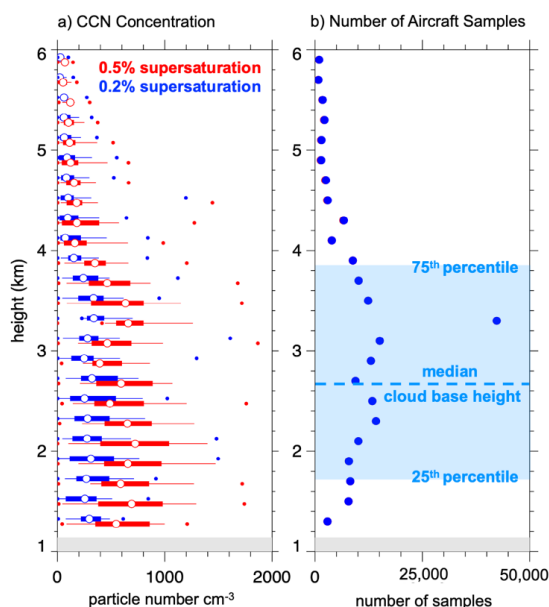 a) CCN Concentration
b) Number of Aircraft Samples
6
5
4
3
2
1
height (km)
0.5% supersaturation
0.2% supersaturation
0
1000
2000
particle number cm-3
6
5
4
3
2
1
75th percentile
median
cloud base height
25th percentile
0
25,000
50,000
number of samples